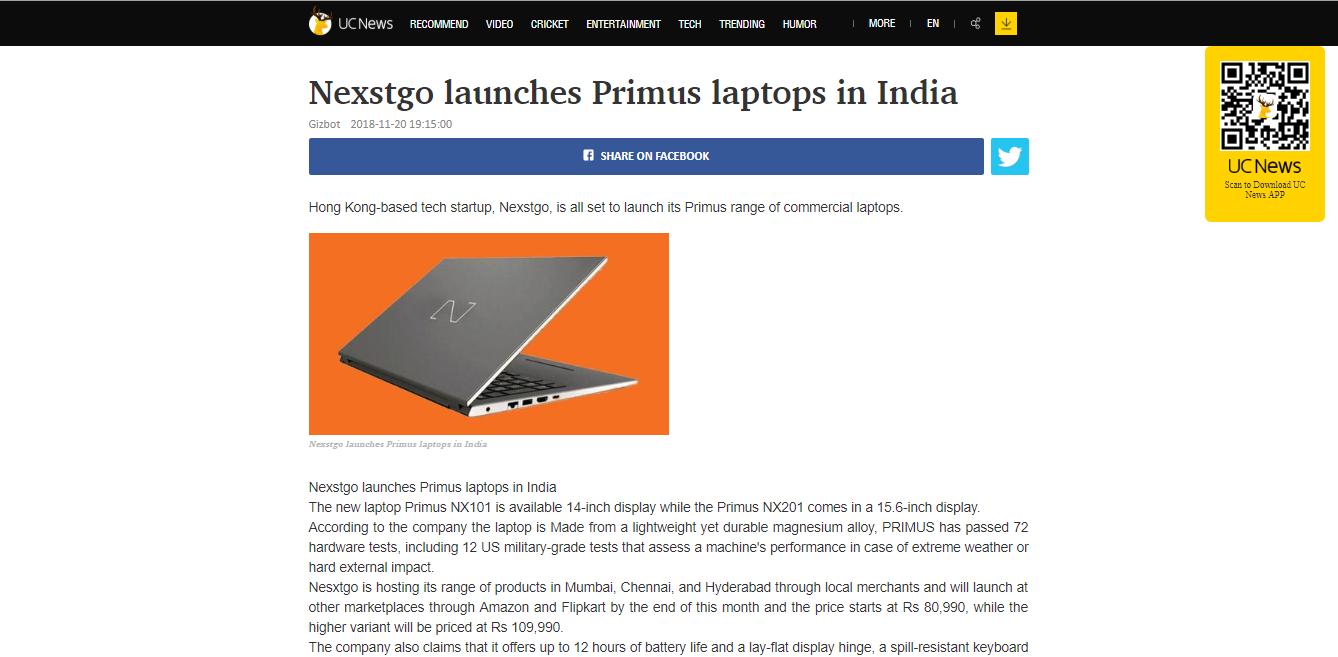 UC News RECOMMEND VIDEO CRICKET ENTERTAINMENT TECH TRENDING HUMOR MORE EN
Nexstgo launches Primus laptops in India
Gizbot 2018-11-20 19:15:00
SHARE ON FACEBOOK
UC News
Scan to Download UC
News APP
Hong Kong-based tech startup, Nexstgo, is all set to launch its Primus range of commercial laptops.
N
Nexstgo launches Primus laptops in India
Nexstgo launches Primus laptops in India
The new laptop Primus NX101 is available 14-inch display while the Primus NX201 comes in a 15.6-inch display.
According to the company the laptop is Made from a lightweight yet durable magnesium alloy, PRIMUS has passed 72
hardware tests, including 12 US military-grade tests that assess a machine's performance in case of extreme weather or
hard external impact.
Nesxtgo is hosting its range of products in Mumbai, Chennai, and Hyderabad through local merchants and will launch at
other marketplaces through Amazon and Flipkart by the end of this month and the price starts at Rs 80,990, while the
higher variant will be priced at Rs 109,990.
The company also claims that it offers up to 12 hours of battery life and a lay-flat display hinge, a spill-resistant keyboard